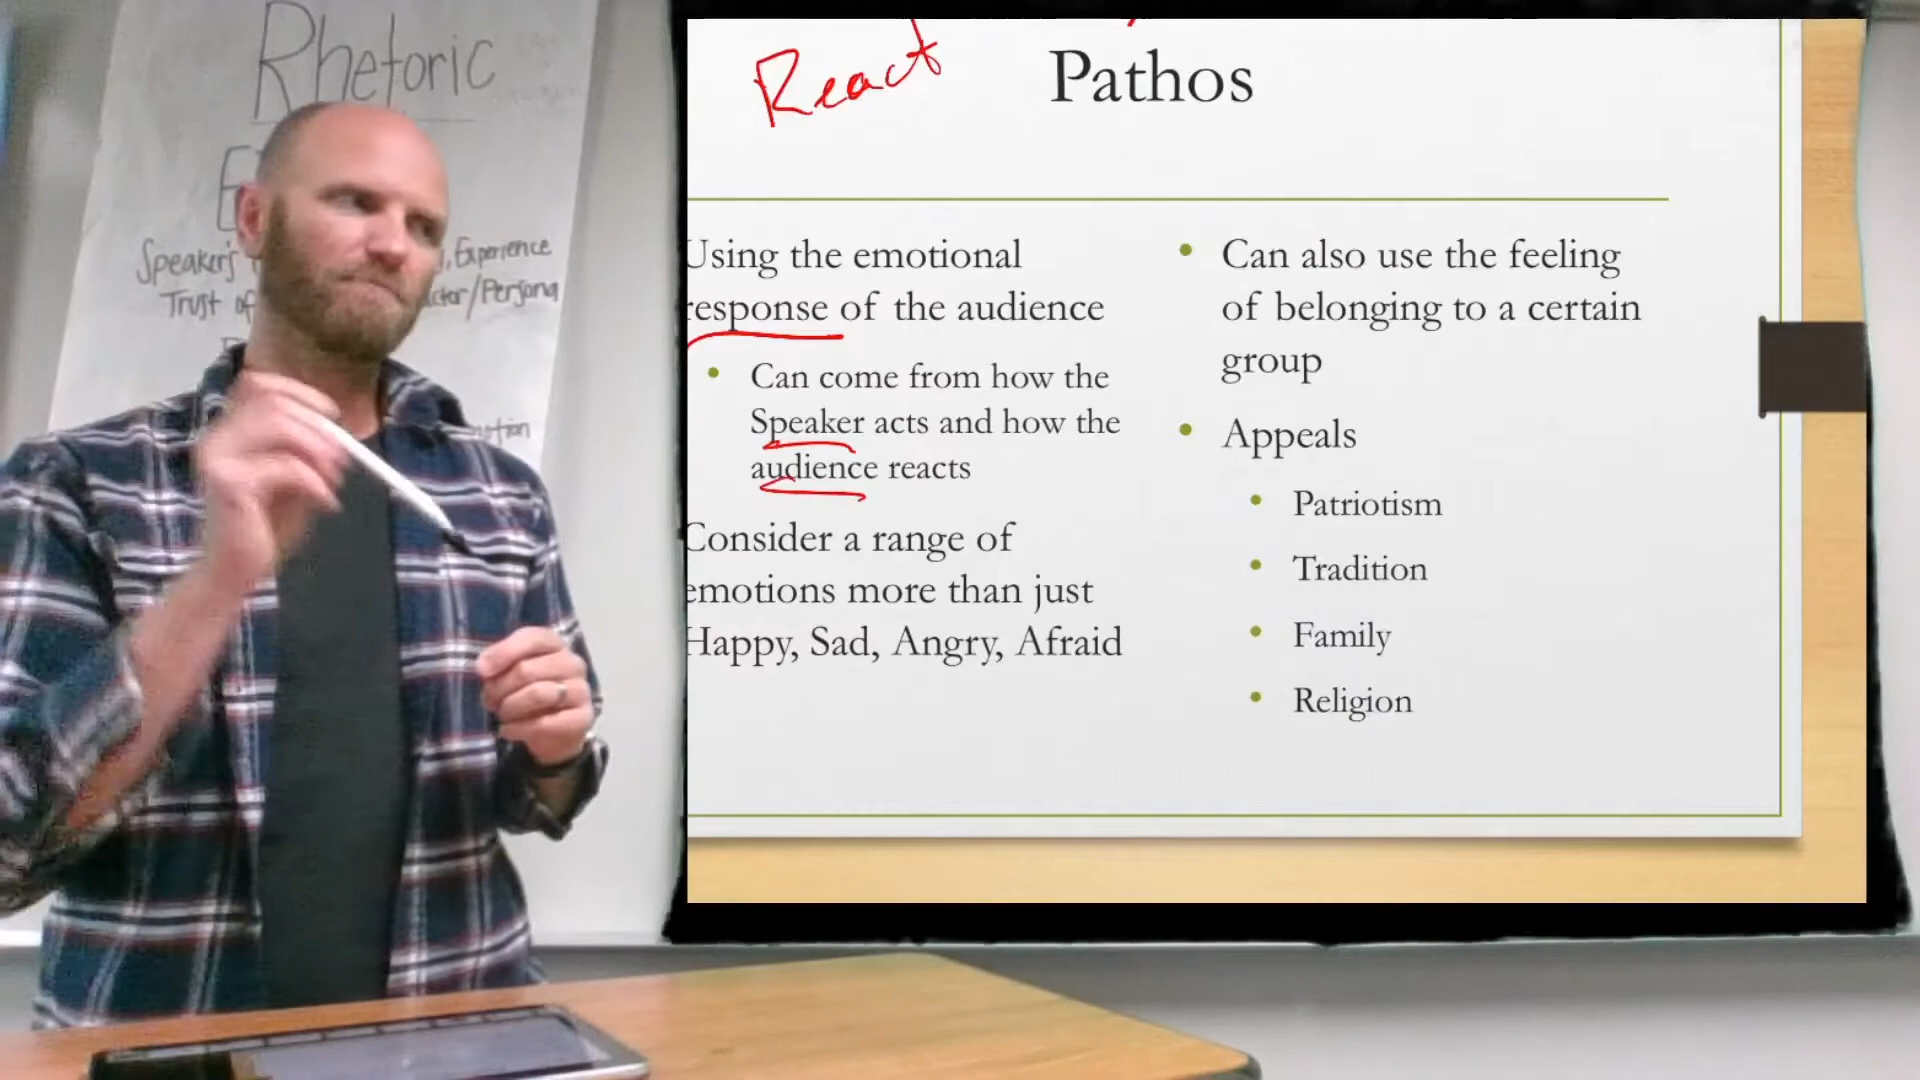 Rhetoric
Speaker's
, Experience
Trust of
ctor/Persona
otion
React
Pathos
Using the emotional
response of the audience
Can come from how the
Speaker acts and how the
audience reacts
Consider a range of
emotions more than just
Happy, Sad, Angry, Afraid
Can also use the feeling
of belonging to a certain
group
Appeals
Patriotism
Tradition
Family
Religion